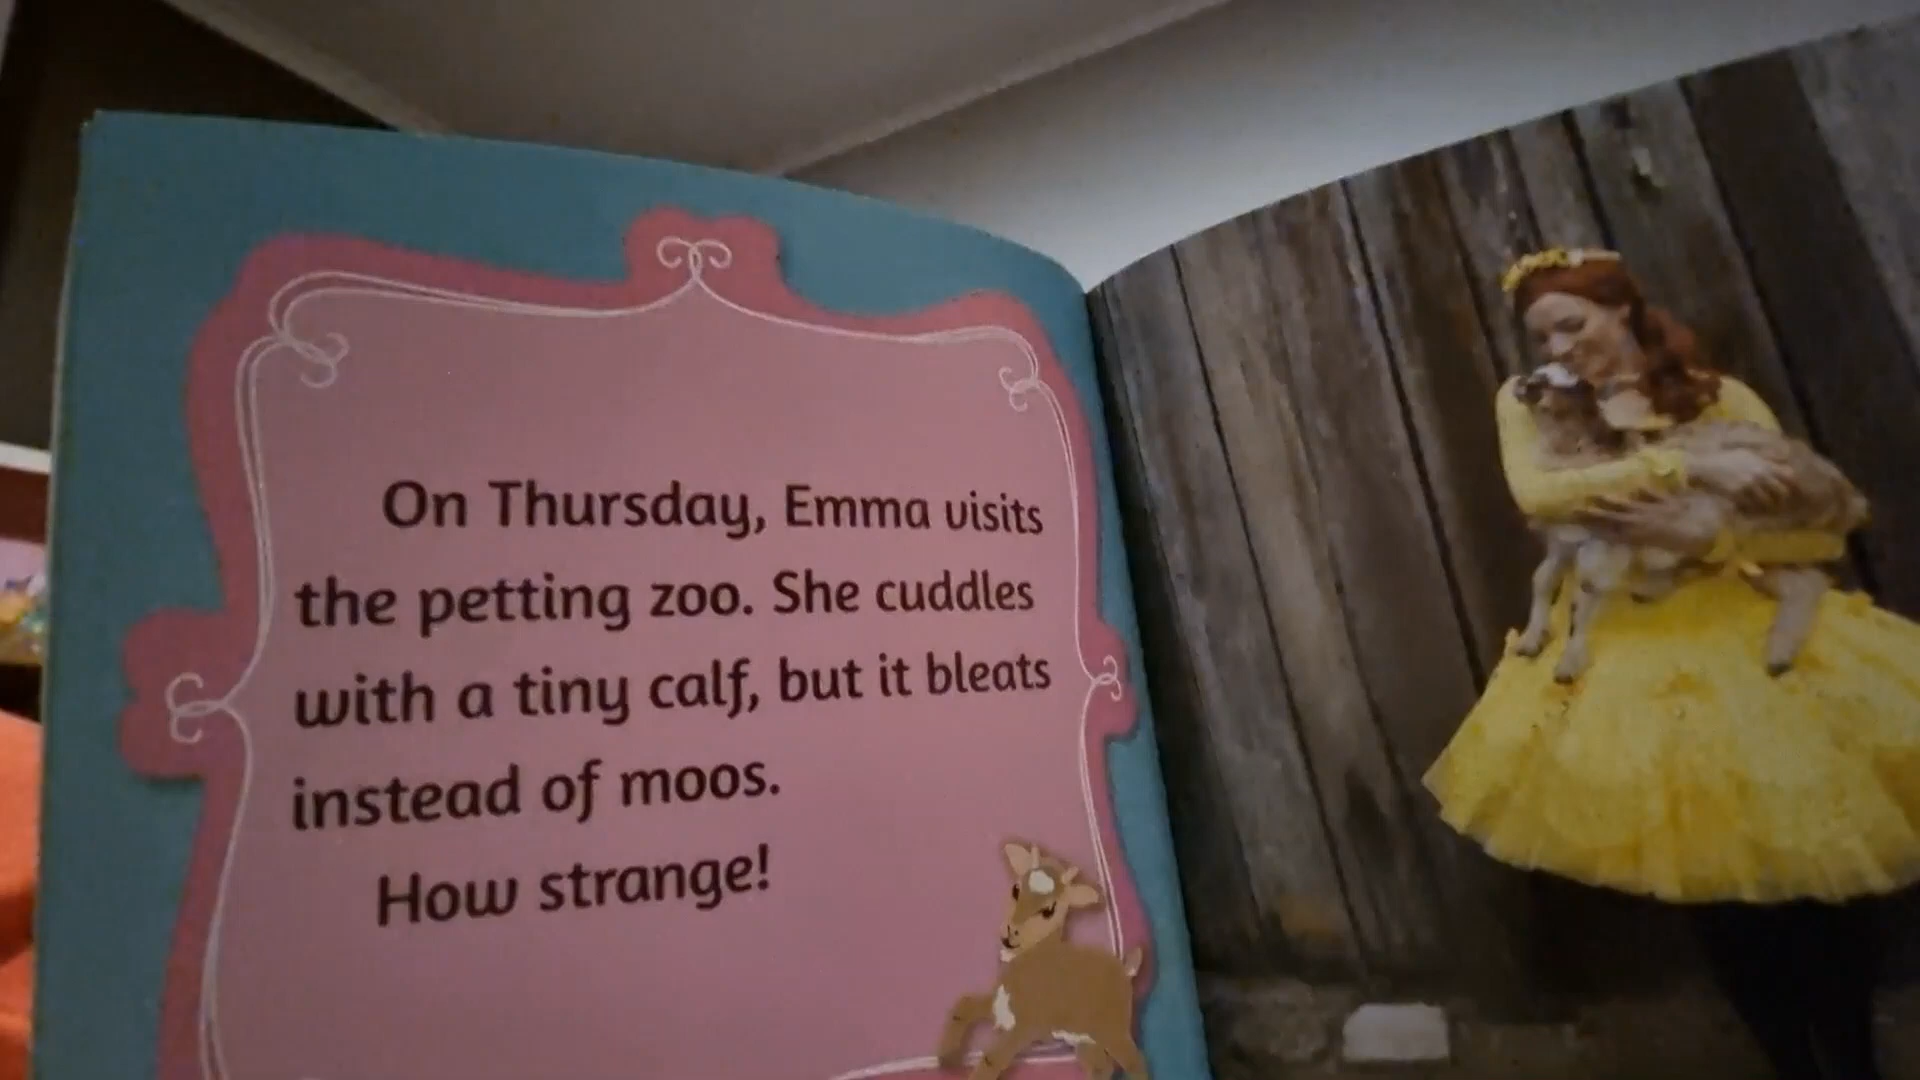 On Thursday, Emma visits
the petting zoo. She cuddles
with a tiny calf, but it bleats
instead of moos.
How strange!